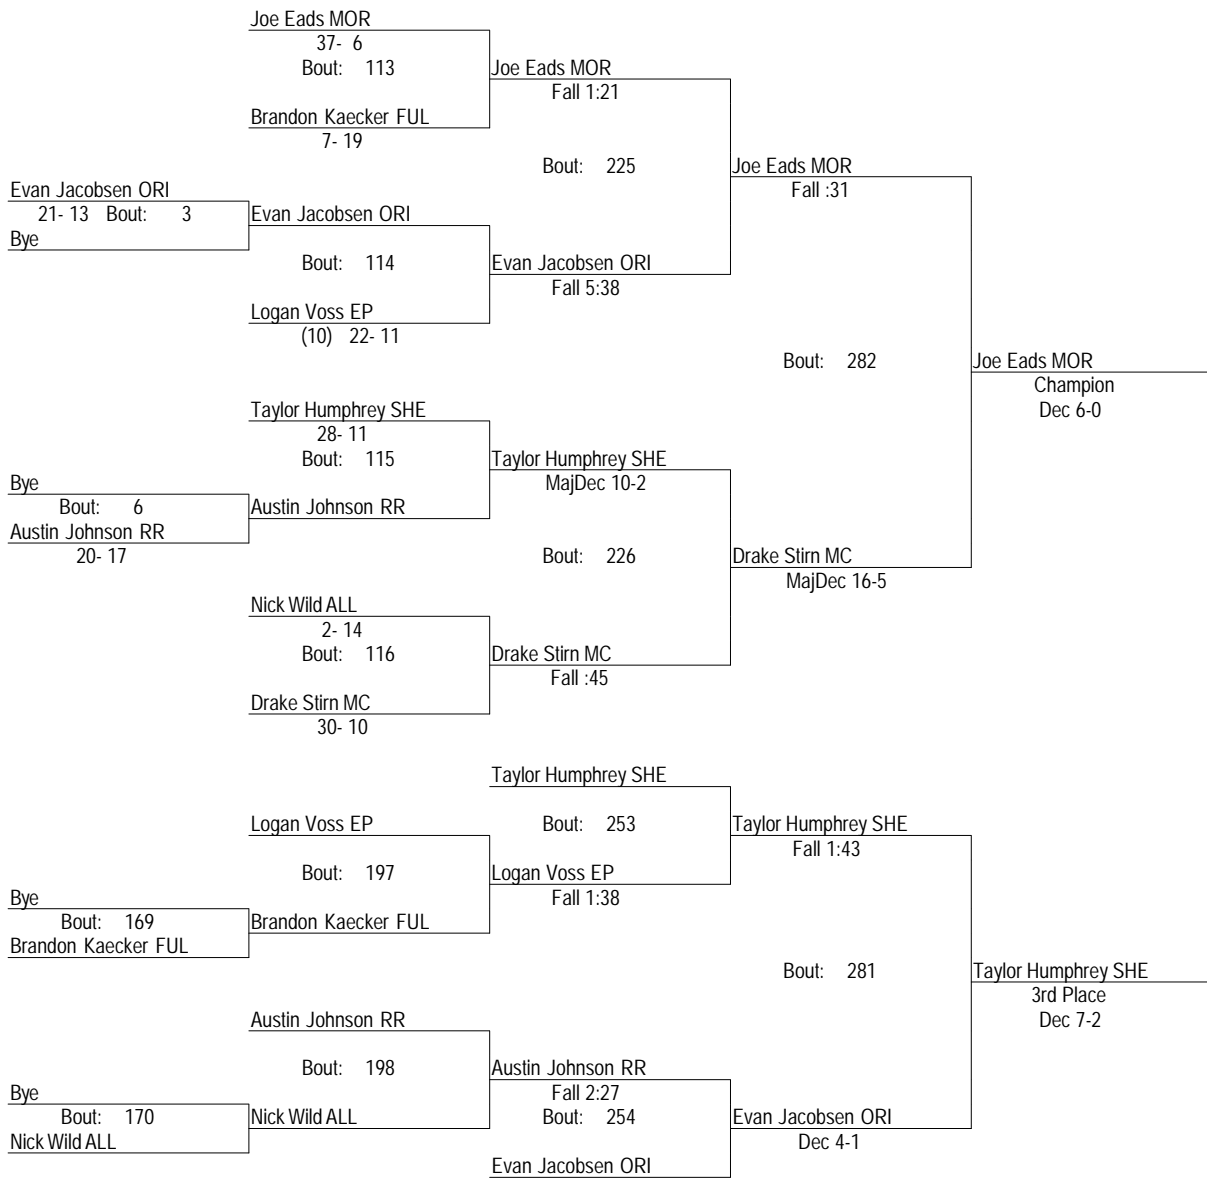 Joe Eads MOR
37- 6
Bout: 113
Joe Eads MOR
Fall 1:21
Brandon Kaecker FUL
7- 19
Bout: 225
Joe Eads MOR
Fall :31
Evan Jacobsen ORI
21- 13 Bout: 3
Evan Jacobsen ORI
Bye
Bout: 114
Evan Jacobsen ORI
Fall 5:38
Logan Voss EP
(10) 22- 11
Bout: 282
Joe Eads MOR
Champion
Dec 6-0
Taylor Humphrey SHE
28- 11
Bout: 115
Taylor Humphrey SHE
MajDec 10-2
Bye
Bout: 6
Austin Johnson RR
Austin Johnson RR
20- 17
Bout: 226
Drake Stirn MC
MajDec 16-5
Nick Wild ALL
2- 14
Bout: 116
Drake Stirn MC
Fall :45
Drake Stirn MC
30- 10
Taylor Humphrey SHE
Logan Voss EP
Bout: 253
Taylor Humphrey SHE
Fall 1:43
Bout: 197
Logan Voss EP
Fall 1:38
Bye
Bout: 169
Brandon Kaecker FUL
Brandon Kaecker FUL
Bout: 281
Taylor Humphrey SHE
3rd Place
Dec 7-2
Austin Johnson RR
Bout: 198
Austin Johnson RR
Fall 2:27
Bye
Bout: 170
Nick Wild ALL
Bout: 254
Evan Jacobsen ORI
Dec 4-1
Nick Wild ALL
Evan Jacobsen ORI